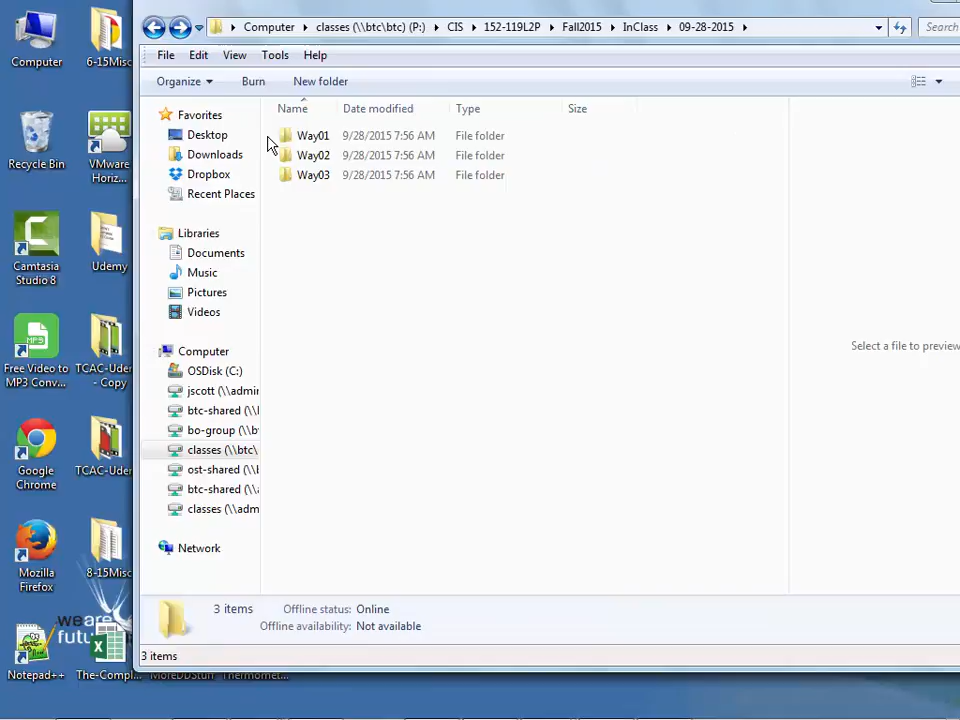 Computer
6-15Misc
Recycle Bin
VMware
Horiz...
Camtasia
Studio 8
Udemy
Free Video to
MP3 Conv...
TCAC-Uder
- Copy
Google
Chrome
TCAC-Uder
Mozilla
Firefox
8-15Misc
we are
futu
Notepad++
The-Compl...
MoreDDStuff
Thermomet...
Computer classes (\\btc\btc) (P:) CIS 152-119L2P Fall2015 InClass 09-28-2015
Search
File Edit View Tools Help
Organize Burn New folder
Favorites
Desktop
Downloads
Dropbox
Recent Places
Libraries
Documents
Music
Pictures
Videos
Computer
OSDisk (C:)
jscott (\\admir
btc-shared (\\
bo-group (\\b
classes (\\btc\
ost-shared (\\b
btc-shared (\\a
classes (\\adm
Network
Name Date modified Type Size
Way01 9/28/2015 7:56 AM File folder
Way02 9/28/2015 7:56 AM File folder
Way03 9/28/2015 7:56 AM File folder
Select a file to preview
3 items Offline status: Online
Offline availability: Not available
3 items